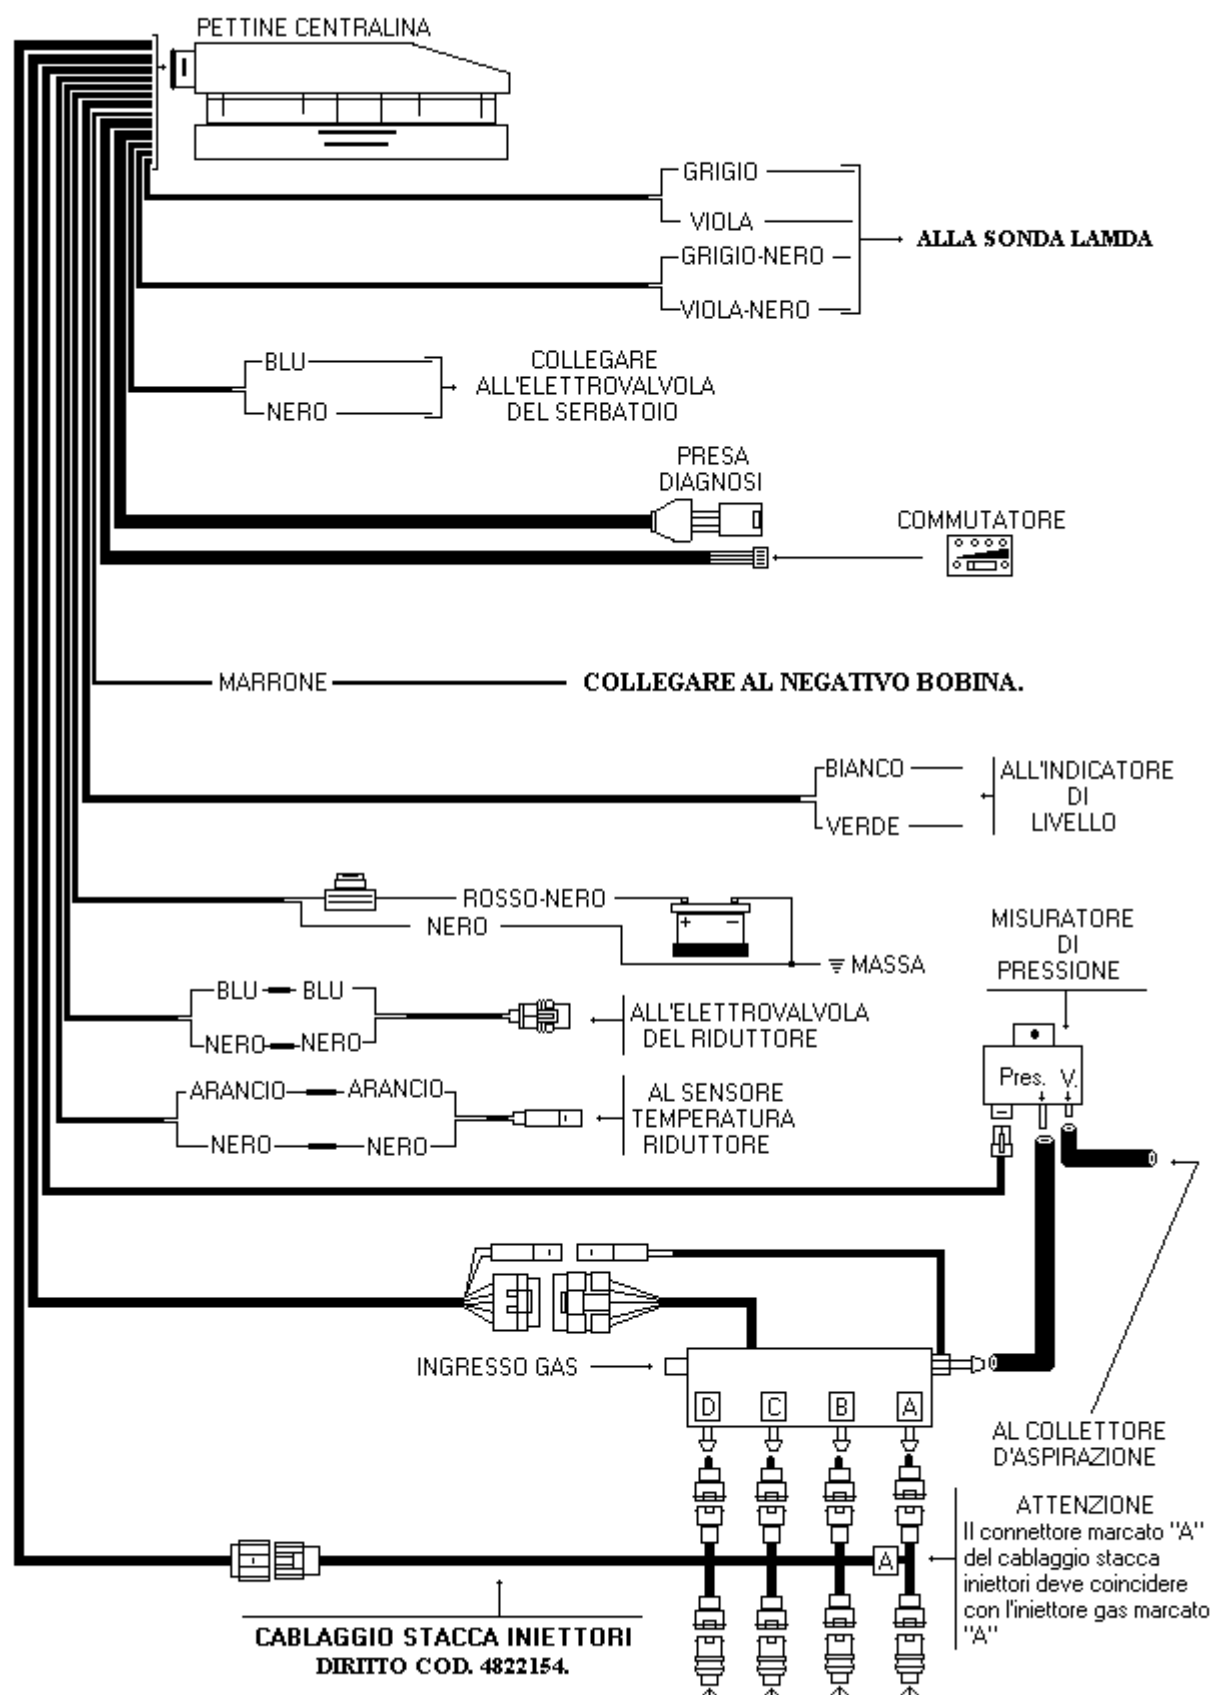 PETTINE CENTRALINA
GRIGIO
VIOLA
GRIGIO-NERO
VIOLA-NERO
ALLA SONDA LAMDA
BLU
NERO
COLLEGARE
ALL'ELETTROVALVOLA
DEL SERBATOIO
PRESA
DIAGNOSI
COMMUTATORE
MARRONE
COLLEGARE AL NEGATIVO BOBINA.
BIANCO
VERDE
ALL'INDICATORE
DI
LIVELLO
ROSSO-NERO
NERO
+ −
MASSA
MISURATORE
DI
PRESSIONE
BLU BLU
NERO NERO
ALL'ELETTROVALVOLA
DEL RIDUTTORE
Pres. V.
ARANCIO ARANCIO
NERO NERO
AL SENSORE
TEMPERATURA
RIDUTTORE
INGRESSO GAS
D C B A
AL COLLETTORE
D'ASPIRAZIONE
A
ATTENZIONE
Il connettore marcato "A"
del cablaggio stacca
iniettori deve coincidere
con l'iniettore gas marcato
"A"
CABLAGGIO STACCA INIETTORI
DIRITTO COD. 4822154.